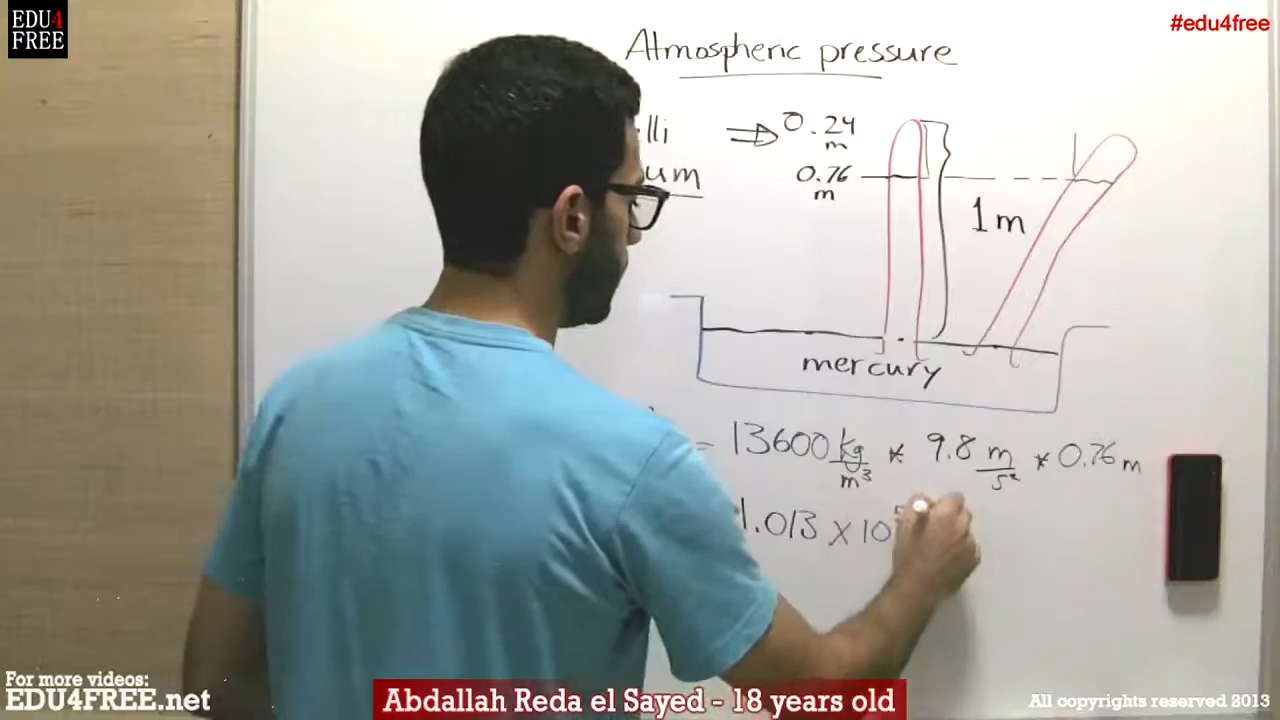 EDU4
FREE
#edu4free
Atmospheric pressure
lli ⇒ 0.24
m
um
0.76
m
1m
mercury
= 13600 kg/m³ * 9.8 m/s² * 0.76 m
1.013 x 10
For more videos:
EDU4FREE.net
Abdallah Reda el Sayed - 18 years old
All copyrights reserved 2013